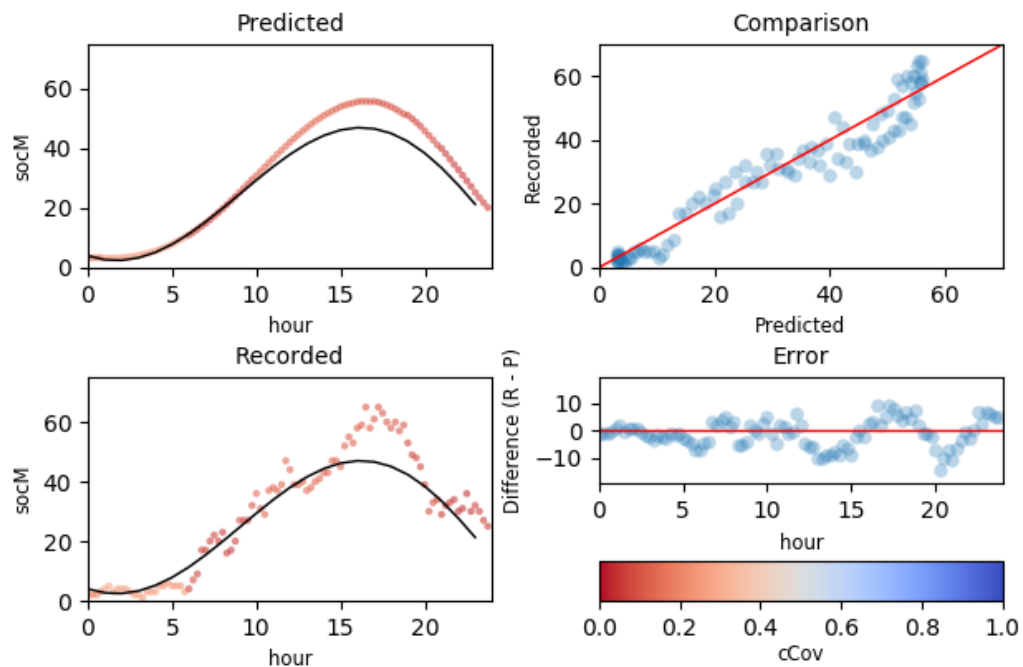 Predicted
socM
60
40
20
0
0 5 10 15 20
hour
Comparison
Recorded
60
40
20
0
0 20 40 60
Predicted
Recorded
socM
60
40
20
0
0 5 10 15 20
hour
Error
Difference (R - P)
10
0
−10
0 5 10 15 20
hour
0.0 0.2 0.4 0.6 0.8 1.0
cCov